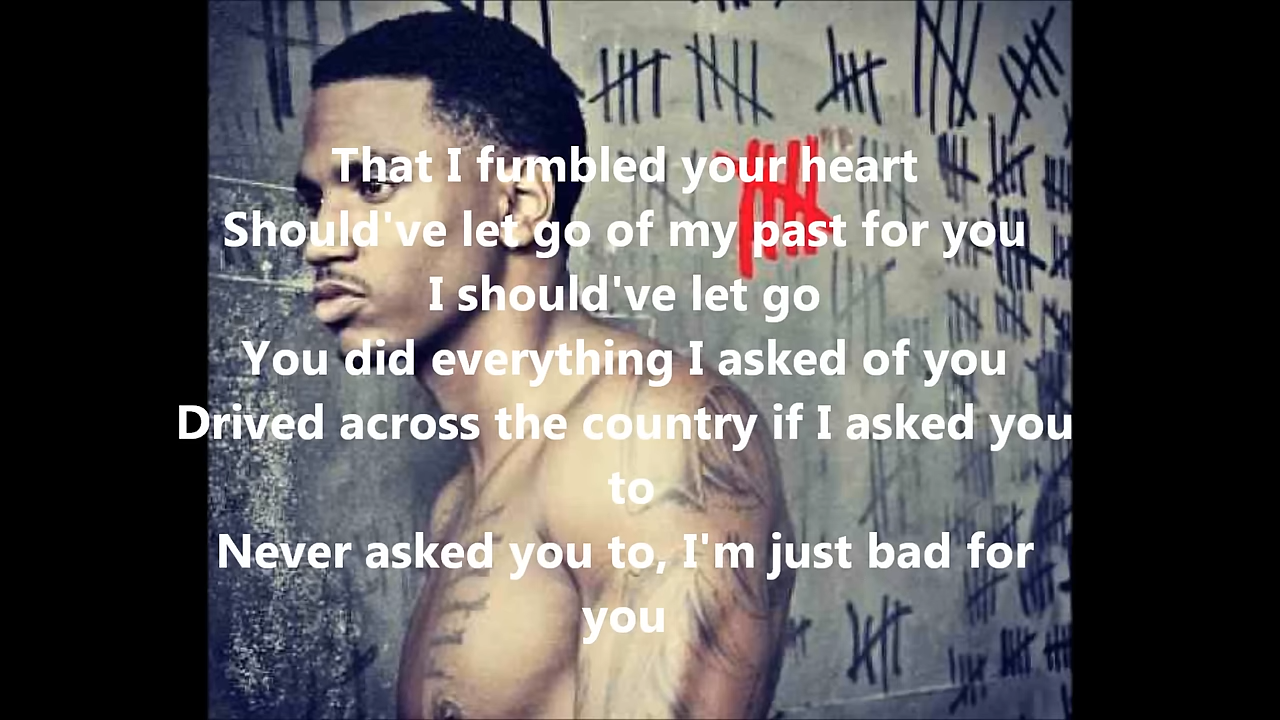 That I fumbled your heart
Should've let go of my past for you
I should've let go
You did everything I asked of you
Drived across the country if I asked you
to
Never asked you to, I'm just bad for
you